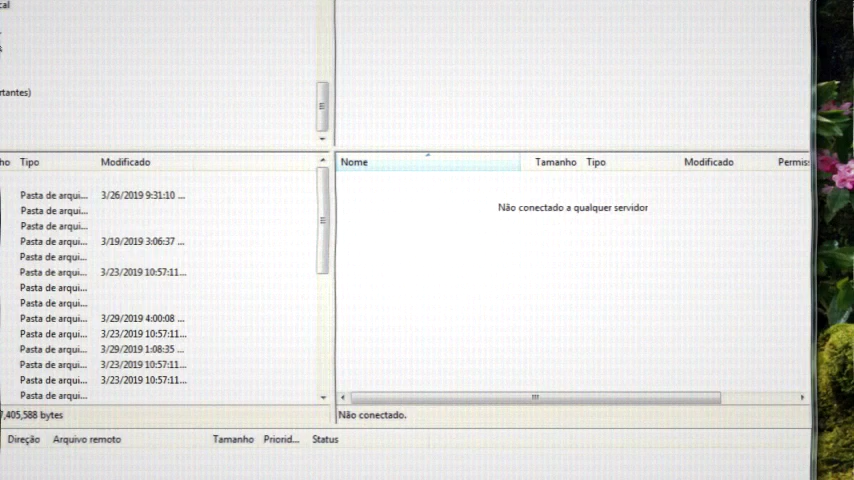 cal
rtantes)
ho Tipo Modificado
Pasta de arqui... 3/26/2019 9:31:10 ...
Pasta de arqui...
Pasta de arqui...
Pasta de arqui... 3/19/2019 3:06:37 ...
Pasta de arqui...
Pasta de arqui... 3/23/2019 10:57:11...
Pasta de arqui...
Pasta de arqui...
Pasta de arqui... 3/29/2019 4:00:08 ...
Pasta de arqui... 3/23/2019 10:57:11...
Pasta de arqui... 3/29/2019 1:08:35 ...
Pasta de arqui... 3/23/2019 10:57:11...
Pasta de arqui... 3/23/2019 10:57:11...
Pasta de arqui...
7,405,588 bytes
Nome Tamanho Tipo Modificado Permis
Não conectado a qualquer servidor
Não conectado.
Direção Arquivo remoto Tamanho Priorid... Status